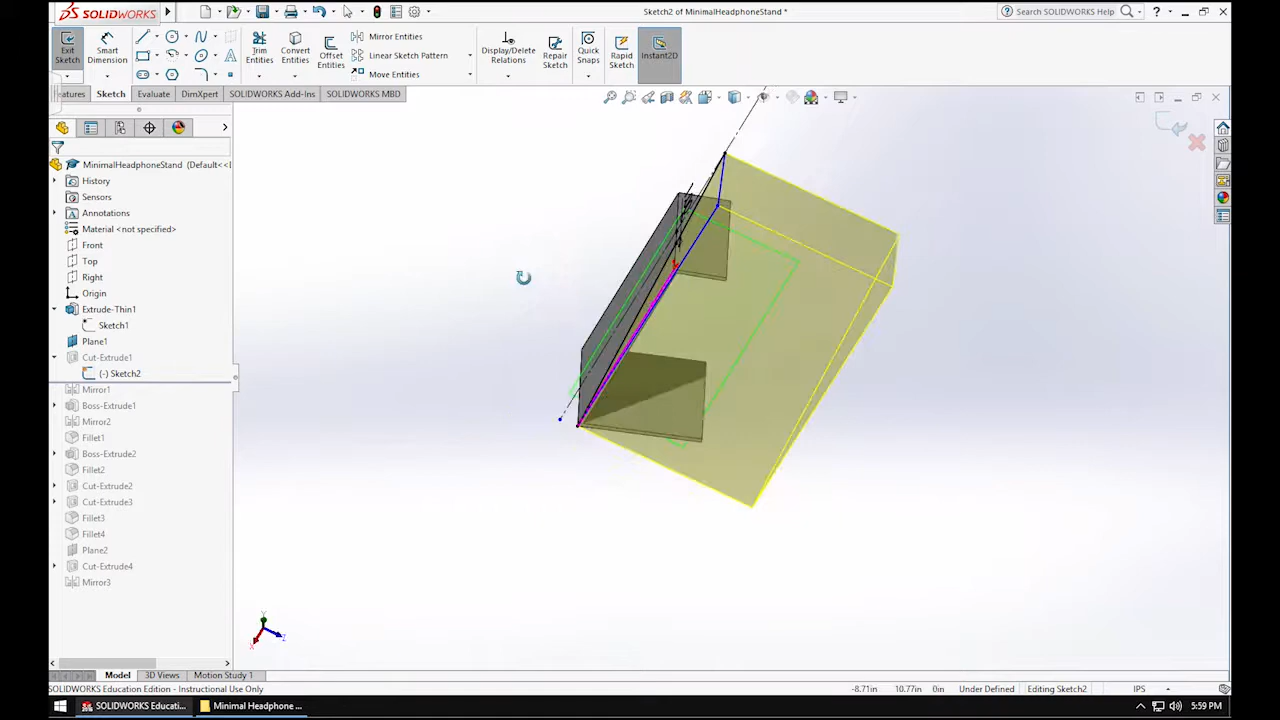 SOLIDWORKS
Sketch2 of MinimalHeadphoneStand *
Search SOLIDWORKS Help
Exit Sketch
Smart Dimension
Trim Entities
Convert Entities
Offset Entities
Mirror Entities
Linear Sketch Pattern
Move Entities
Display/Delete Relations
Repair Sketch
Quick Snaps
Rapid Sketch
Instant2D
eatures
Sketch
Evaluate
DimXpert
SOLIDWORKS Add-Ins
SOLIDWORKS MBD
MinimalHeadphoneStand (Default<<D
History
Sensors
Annotations
Material <not specified>
Front
Top
Right
Origin
Extrude-Thin1
Sketch1
Plane1
Cut-Extrude1
(-) Sketch2
Mirror1
Boss-Extrude1
Mirror2
Fillet1
Boss-Extrude2
Fillet2
Cut-Extrude2
Cut-Extrude3
Fillet3
Fillet4
Plane2
Cut-Extrude4
Mirror3
Y
X
Z
Model
3D Views
Motion Study 1
SOLIDWORKS Education Edition - Instructional Use Only
-8.71in
10.77in
0in
Under Defined
Editing Sketch2
IPS
SOLIDWORKS Educati...
Minimal Headphone ...
5:59 PM